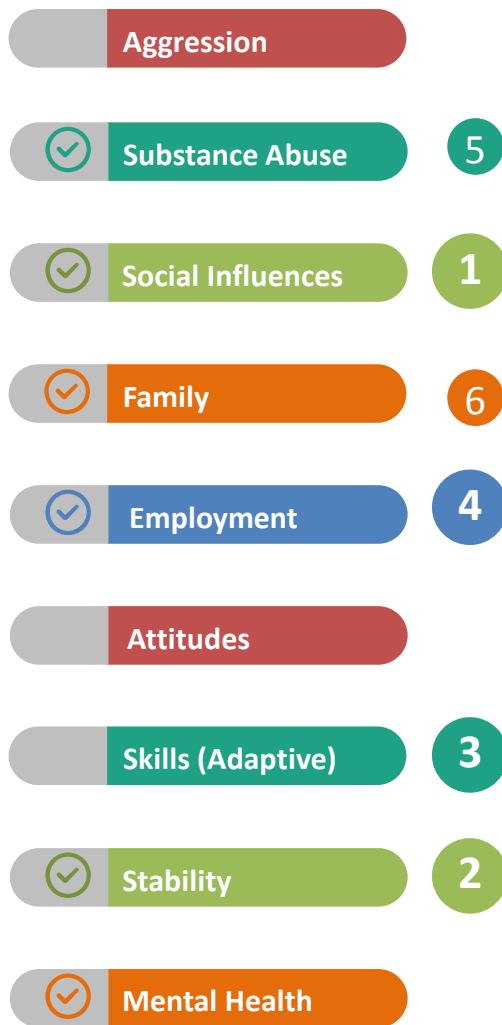 Aggression
Substance Abuse 5
Social Influences 1
Family 6
Employment 4
Attitudes
Skills (Adaptive) 3
Stability 2
Mental Health